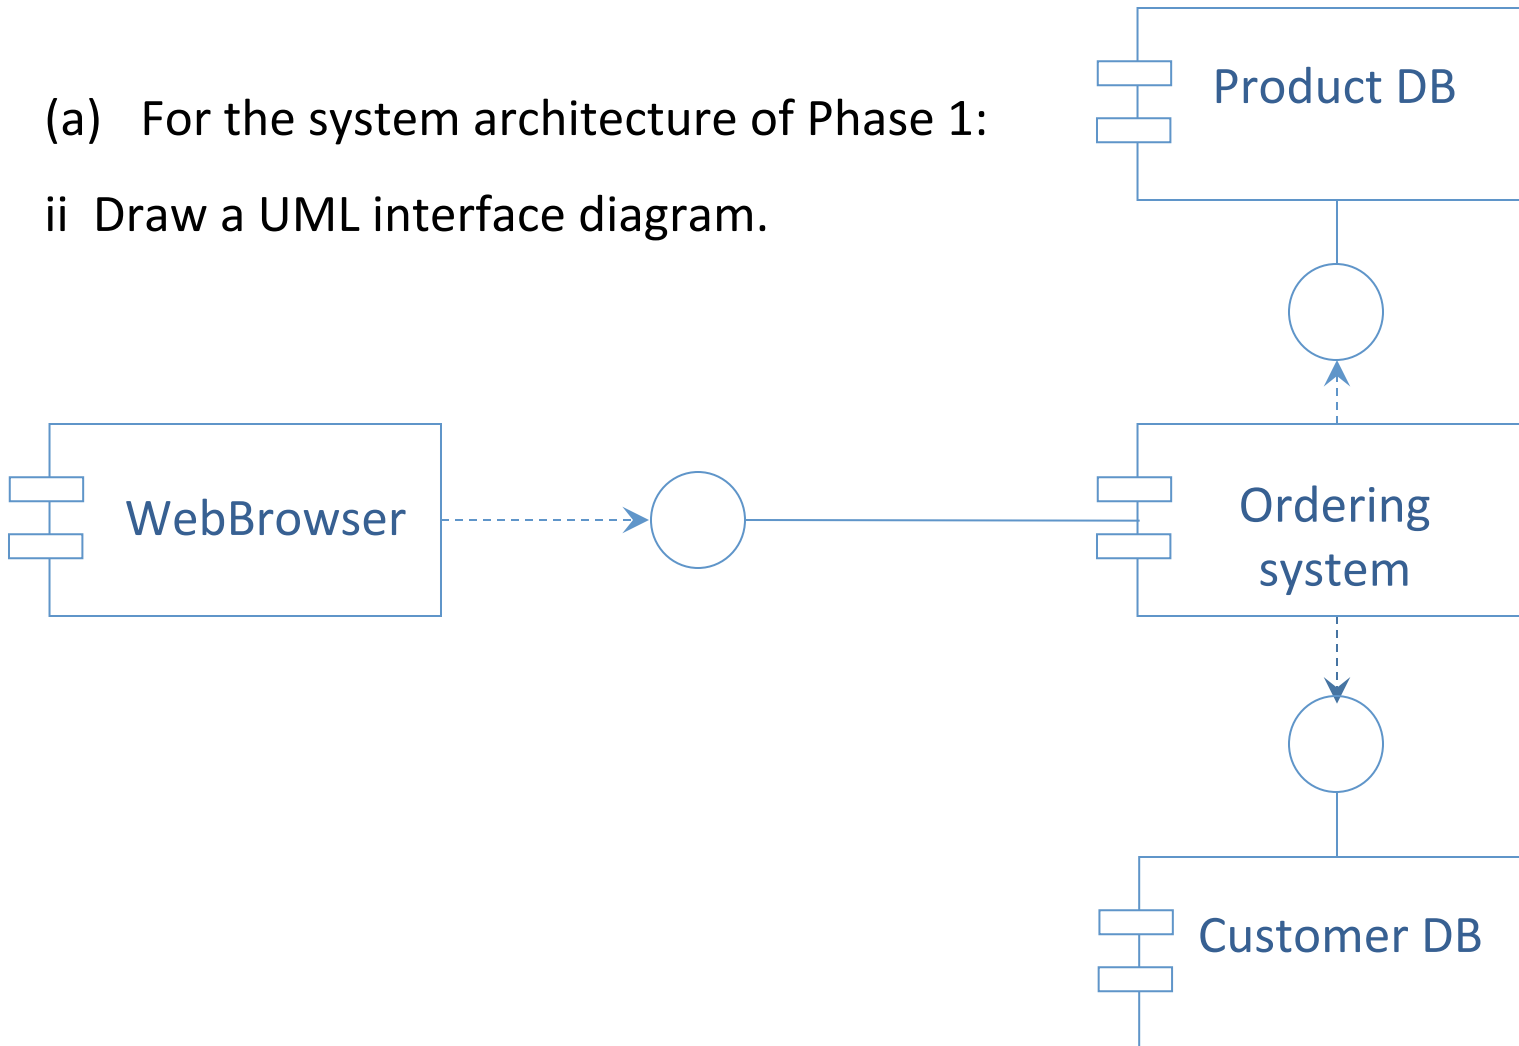 (a) For the system architecture of Phase 1:
ii Draw a UML interface diagram.
Product DB
WebBrowser
Ordering
system
Customer DB